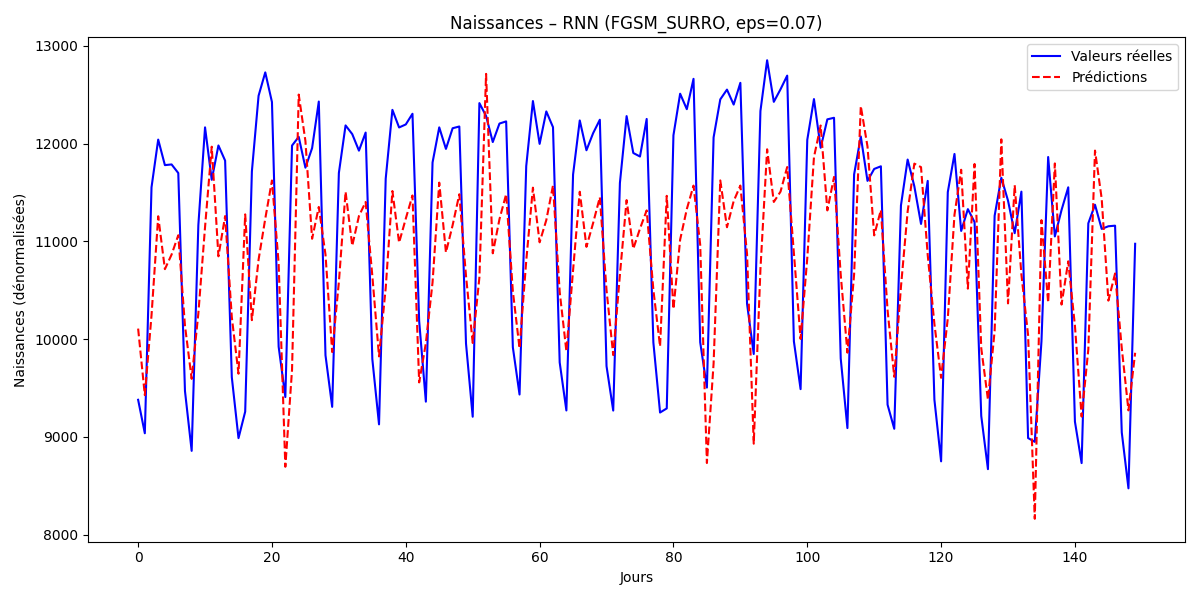 Naissances – RNN (FGSM_SURRO, eps=0.07)
Valeurs réelles
Prédictions
Naissances (dénormalisées)
13000
12000
11000
10000
9000
8000
0 20 40 60 80 100 120 140
Jours